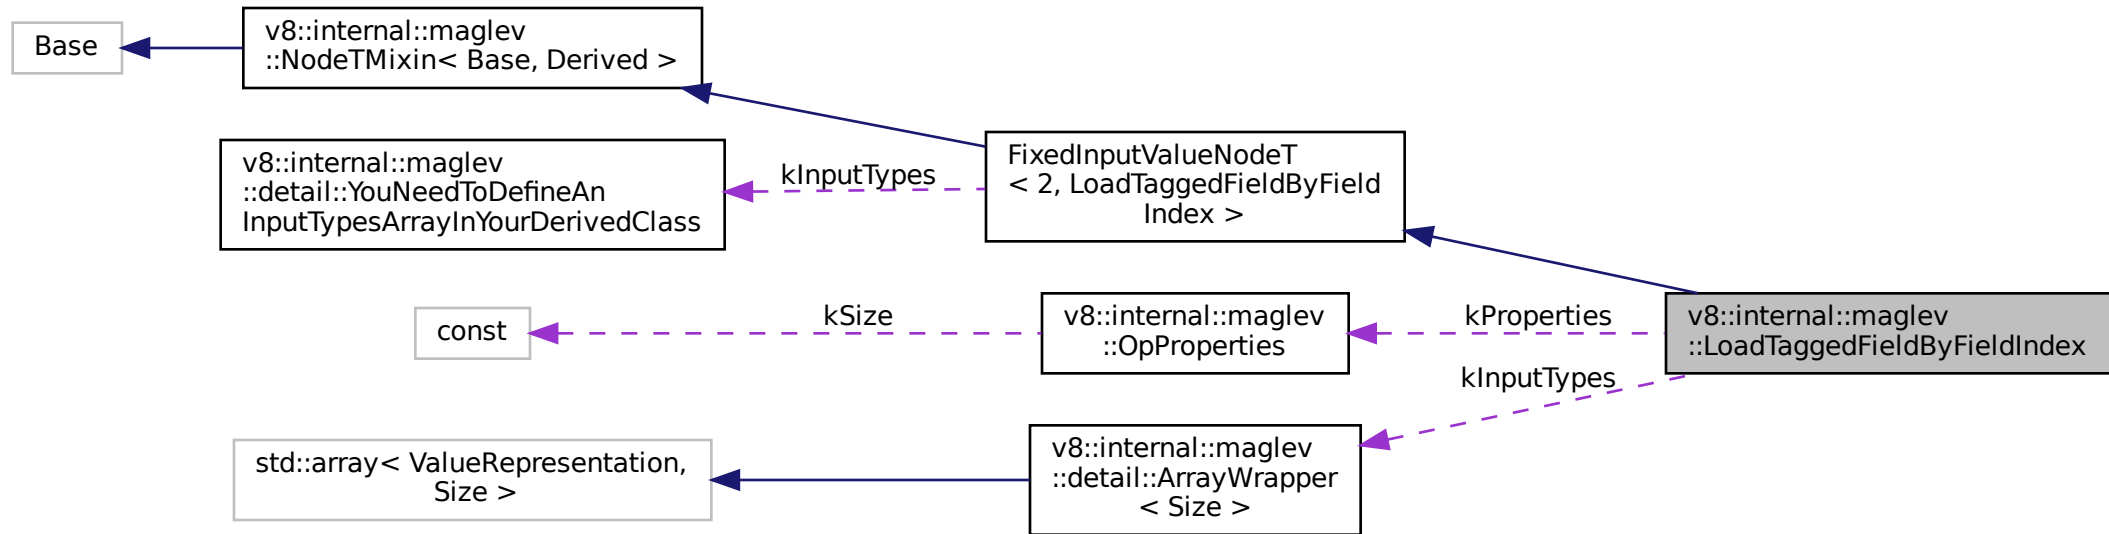 Base
v8::internal::maglev
::NodeTMixin< Base, Derived >
v8::internal::maglev
::detail::YouNeedToDefineAn
InputTypesArrayInYourDerivedClass
kInputTypes
FixedInputValueNodeT
< 2, LoadTaggedFieldByField
Index >
const
kSize
v8::internal::maglev
::OpProperties
kProperties
v8::internal::maglev
::LoadTaggedFieldByFieldIndex
kInputTypes
std::array< ValueRepresentation,
Size >
v8::internal::maglev
::detail::ArrayWrapper
< Size >